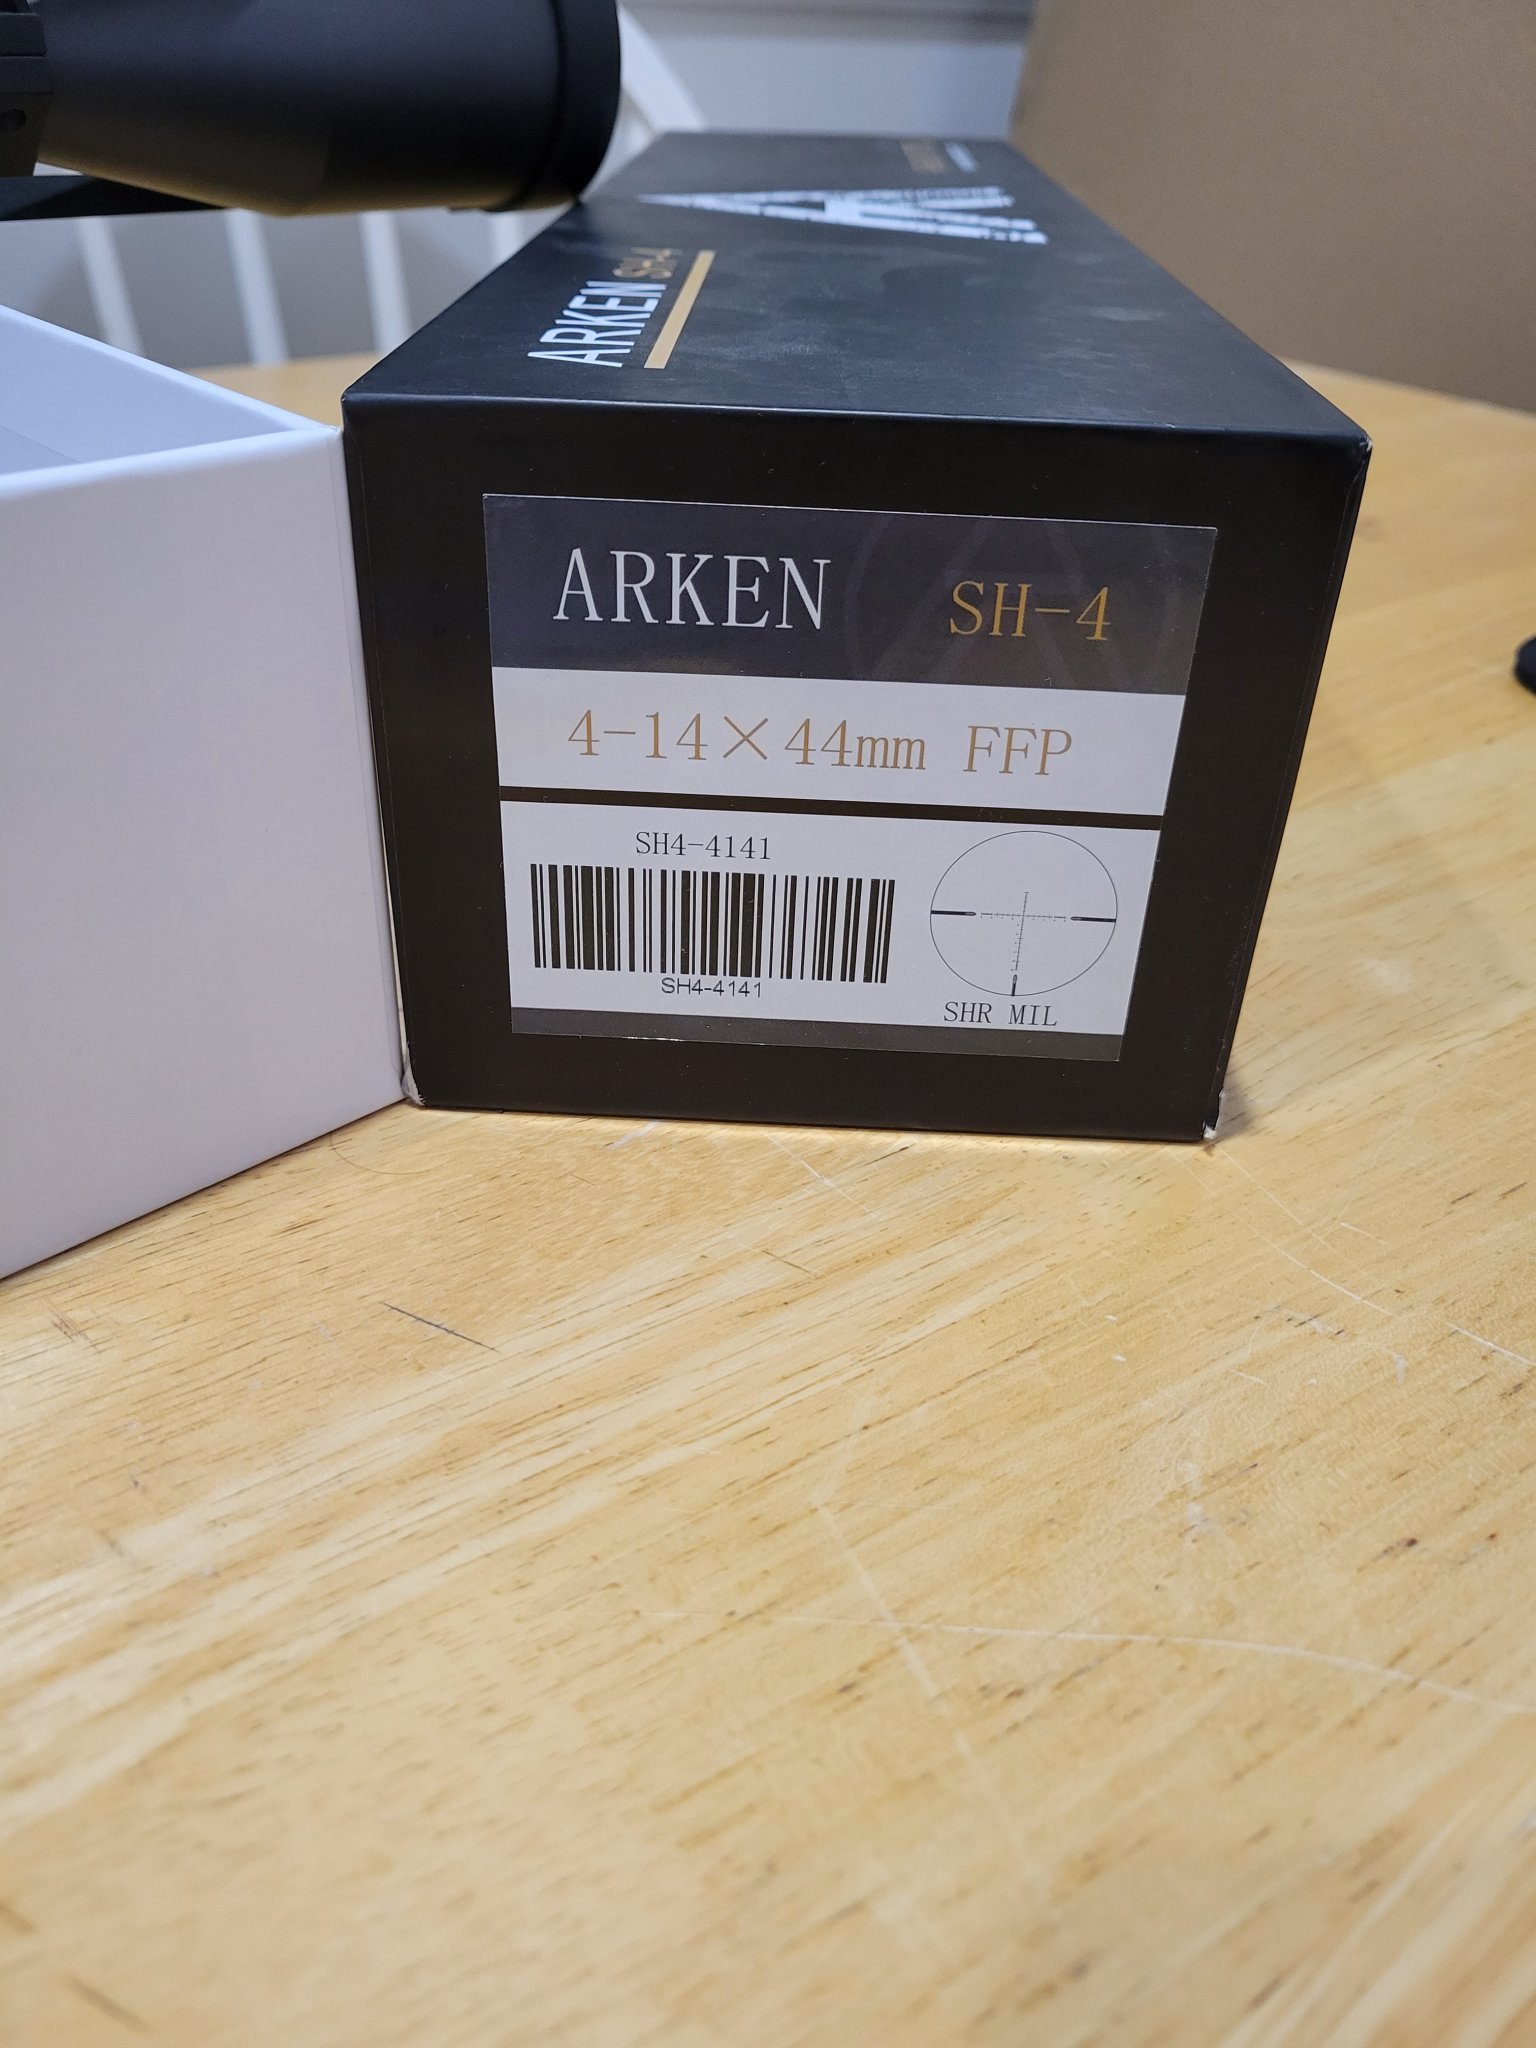 ARKEN SH-4
ARKEN SH-4
4-14×44mm FFP
SH4-4141
SH4-4141
SHR MIL